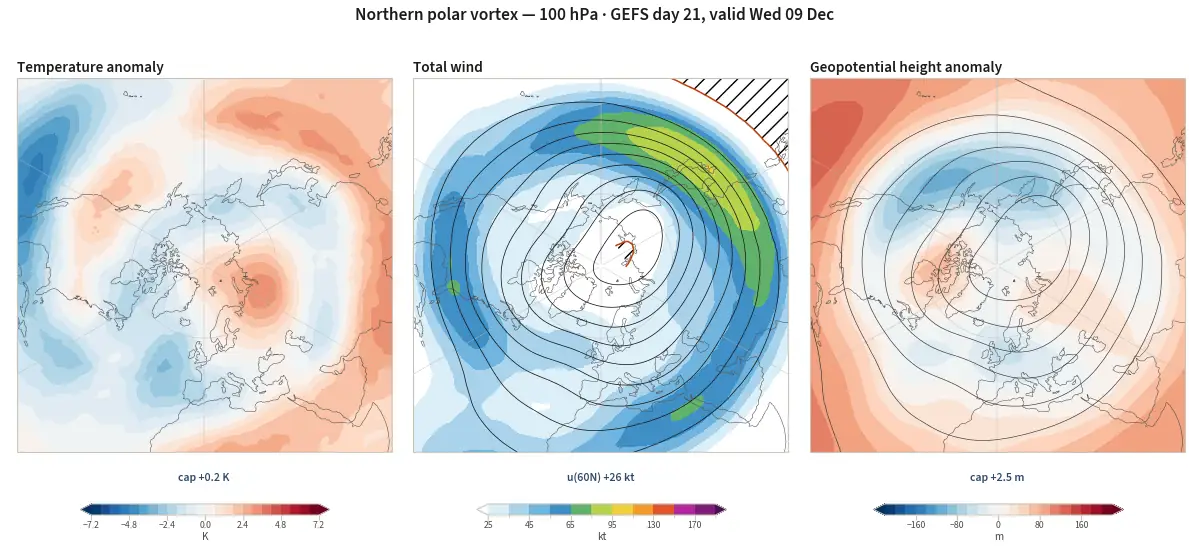 Northern polar vortex — 100 hPa · GEFS day 21, valid Wed 09 Dec
Temperature anomaly
Total wind
Geopotential height anomaly
cap +0.2 K
u(60N) +26 kt
cap +2.5 m
−7.2 −4.8 −2.4 0.0 2.4 4.8 7.2
K
25 45 65 95 130 170
kt
−160 −80 0 80 160
m